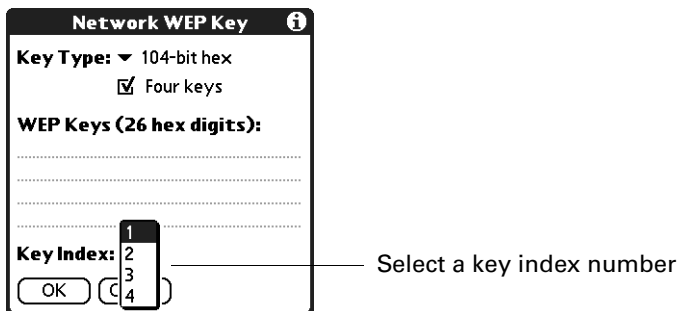 Network WEP Key
Key Type: 104-bit hex
Four keys
WEP Keys (26 hex digits):
1
Key Index: 2
3
4
OK C
Select a key index number